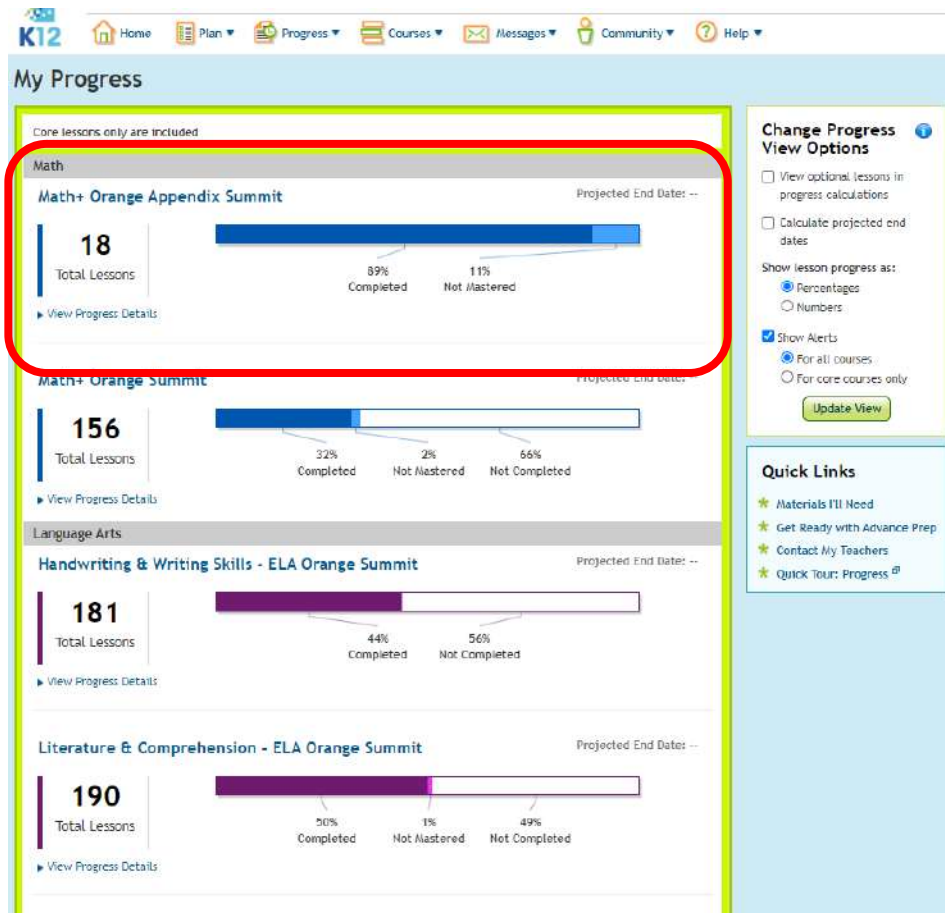 K12
Home Plan Progress Courses Messages Community Help
My Progress
Core lessons only are included
Math
Math+ Orange Appendix Summit
Projected End Date: --
18
Total Lessons
89%
Completed
11%
Not Mastered
View Progress Details
Math+ Orange Summit
Projected End Date: --
156
Total Lessons
32%
Completed
2%
Not Mastered
66%
Not Completed
View Progress Details
Language Arts
Handwriting & Writing Skills - ELA Orange Summit
Projected End Date: --
181
Total Lessons
44%
Completed
56%
Not Completed
View Progress Details
Literature & Comprehension - ELA Orange Summit
Projected End Date: --
190
Total Lessons
50%
Completed
1%
Not Mastered
49%
Not Completed
View Progress Details
Change Progress
View Options
View optional lessons in
progress calculations
Calculate projected end
dates
Show lesson progress as:
Percentages
Numbers
Show Alerts
For all courses
For core courses only
Update View
Quick Links
Materials I'll Need
Get Ready with Advance Prep
Contact My Teachers
Quick Tour: Progress